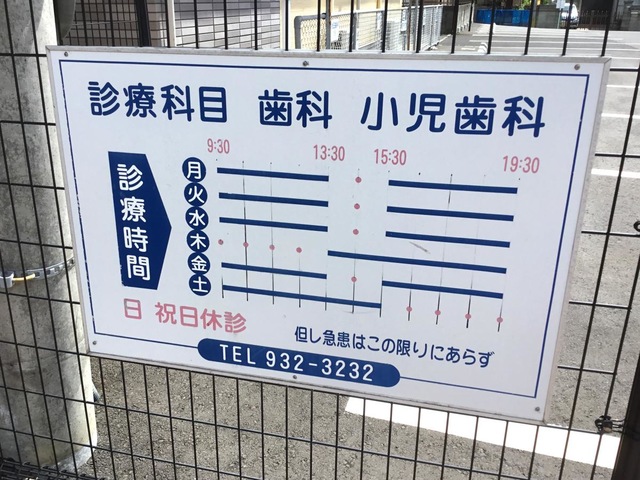 診療科目 歯科 小児歯科
9:30 13:30 15:30 19:30
診療時間
月
火
水
木
金
土
日 祝日休診
但し急患はこの限りにあらず
TEL 932-3232